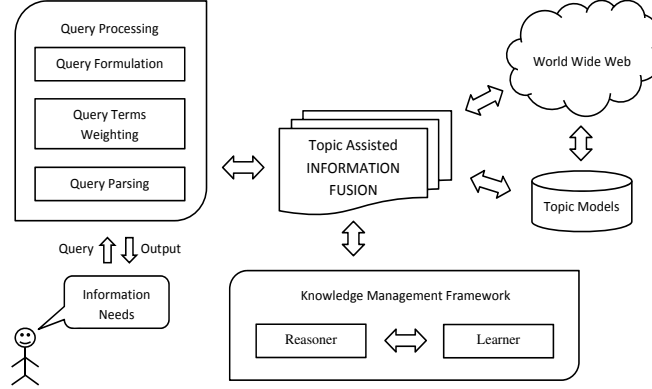 Query Processing
Query Formulation
Query Terms
Weighting
Query Parsing
Query
Output
Information
Needs
Topic Assisted
INFORMATION
FUSION
World Wide Web
Topic Models
Knowledge Management Framework
Reasoner
Learner